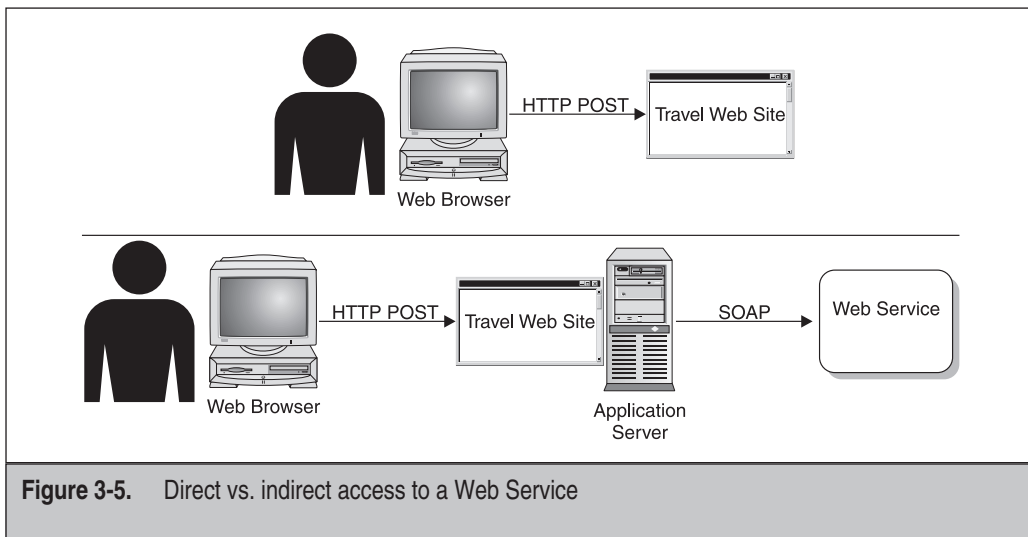 HTTP POST
Travel Web Site
Web Browser
HTTP POST
Travel Web Site
SOAP
Web Service
Web Browser
Application
Server
Figure 3-5. Direct vs. indirect access to a Web Service